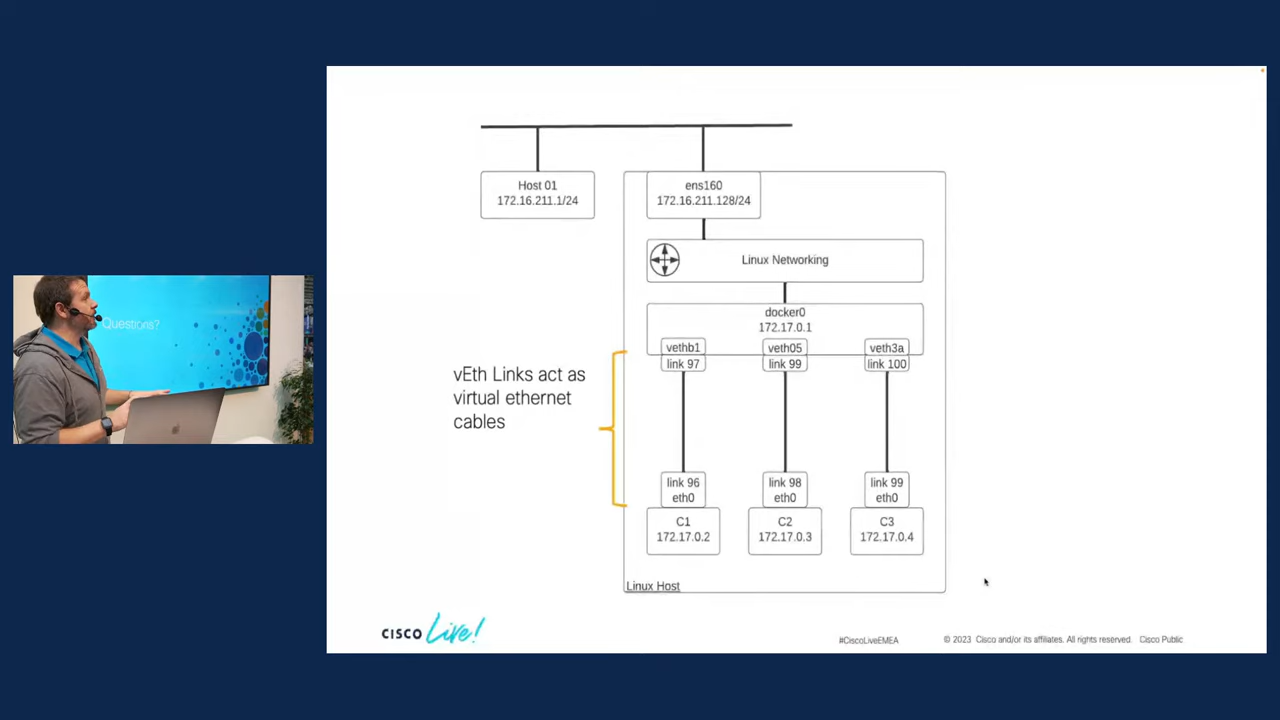 Questions?
Host 01
172.16.211.1/24
ens160
172.16.211.128/24
Linux Networking
docker0
172.17.0.1
vethb1
veth05
veth3a
link 97
link 99
link 100
vEth Links act as
virtual ethernet
cables
link 96
eth0
link 98
eth0
link 99
eth0
C1
172.17.0.2
C2
172.17.0.3
C3
172.17.0.4
Linux Host
CISCO Live!
#CiscoLiveEMEA
© 2023 Cisco and/or its affiliates. All rights reserved. Cisco Public